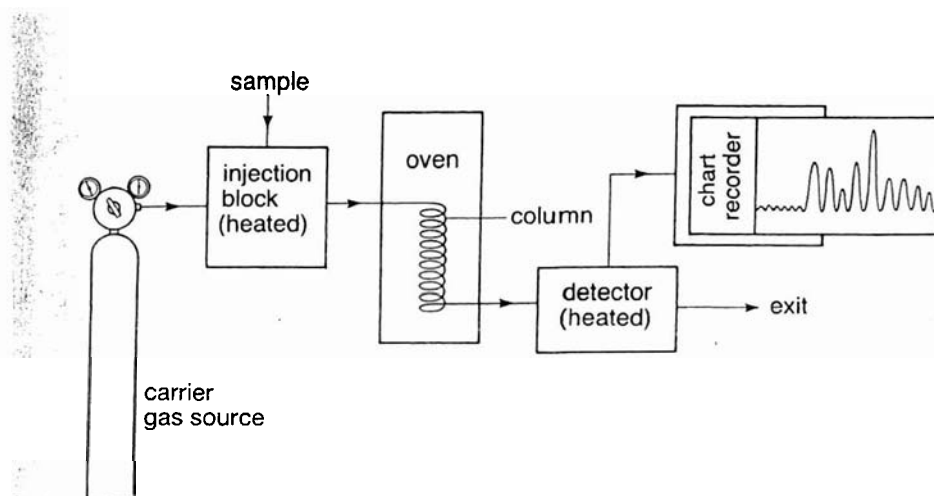 sample
injection
block
(heated)
oven
column
chart
recorder
detector
(heated)
exit
carrier
gas source